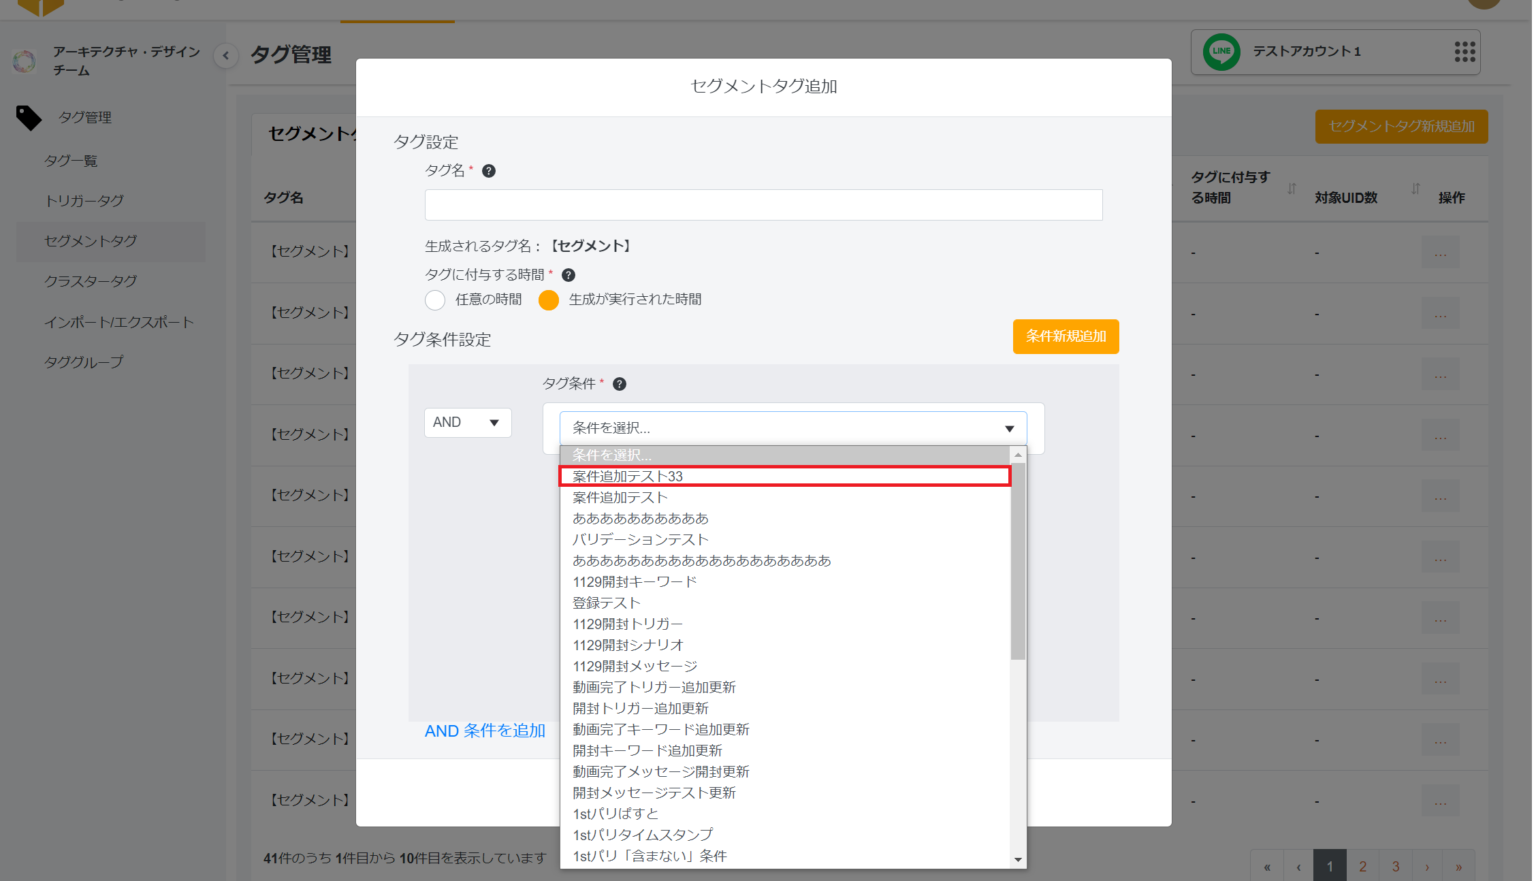 アーキテクチャ・デザイン
チーム
タグ管理
LINE
テストアカウント1
タグ管理
タグ一覧
トリガータグ
セグメントタグ
クラスタータグ
インポート/エクスポート
タググループ
セグメントタ
セグメントタグ新規追加
タグ名
タグに付与す
る時間
対象UID数
操作
【セグメント】
- - ...
【セグメント】
- - ...
【セグメント】
- - ...
【セグメント】
- - ...
【セグメント】
- - ...
【セグメント】
- - ...
【セグメント】
- - ...
【セグメント】
- - ...
【セグメント】
- - ...
【セグメント】
- - ...
41件のうち 1件目から 10件目を表示しています
« ‹ 1 2 3 › »
セグメントタグ追加
タグ設定
タグ名 * ?
生成されるタグ名：【セグメント】
タグに付与する時間 * ?
任意の時間 生成が実行された時間
タグ条件設定
条件新規追加
タグ条件 * ?
AND
条件を選択...
条件を選択...
案件追加テスト33
案件追加テスト
ああああああああああ
バリデーションテスト
あああああああああああああああああああ
1129開封キーワード
登録テスト
1129開封トリガー
1129開封シナリオ
1129開封メッセージ
動画完了トリガー追加更新
開封トリガー追加更新
動画完了キーワード追加更新
開封キーワード追加更新
動画完了メッセージ開封更新
開封メッセージテスト更新
1stパリぱすと
1stパリタイムスタンプ
1stパリ「含まない」条件
AND 条件を追加